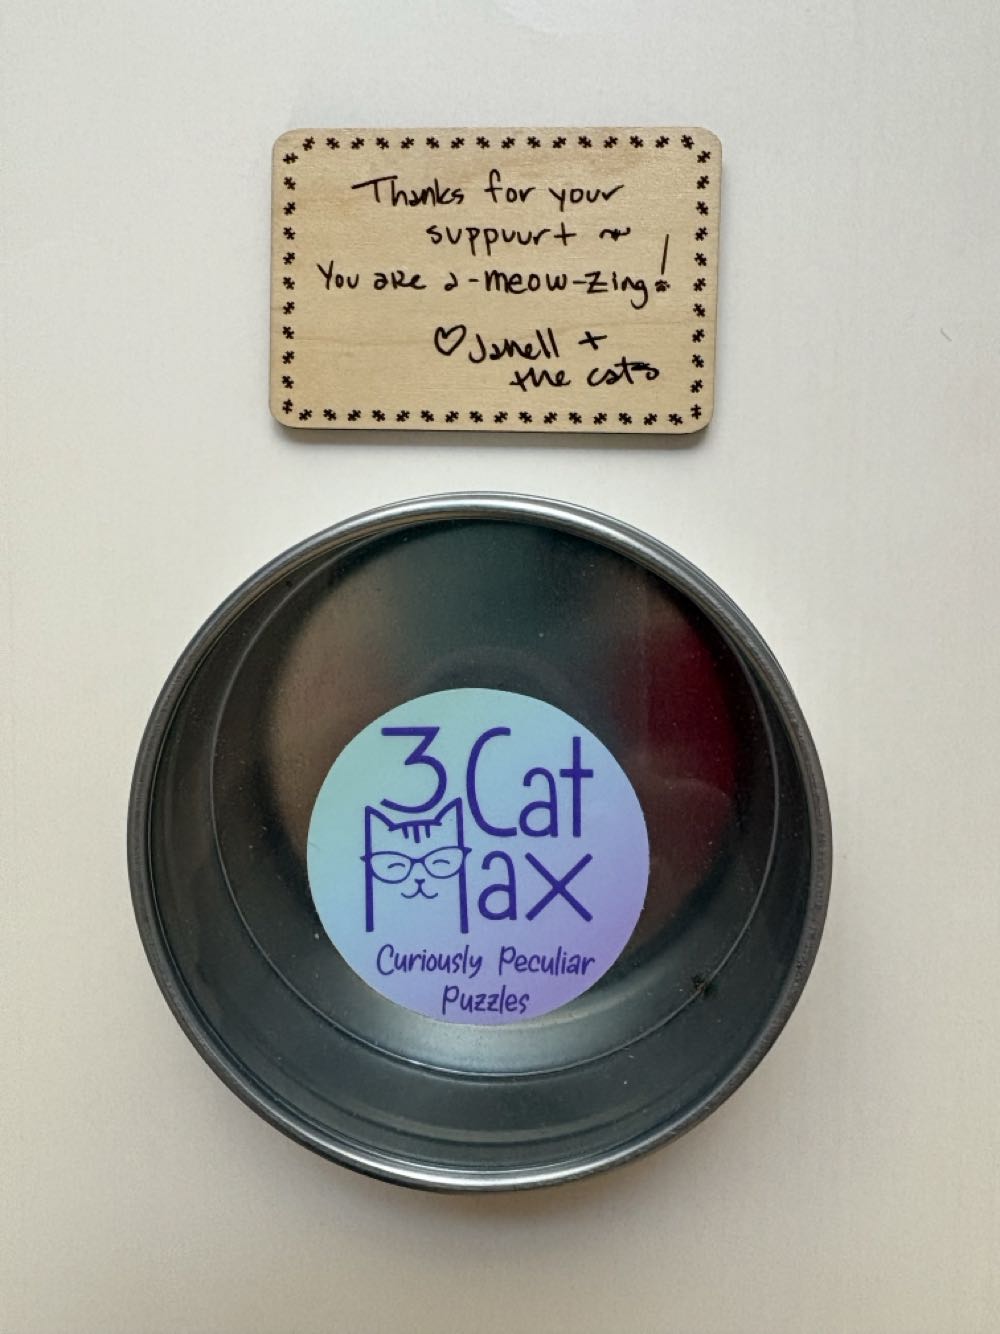 Thanks for your
suppuurt ~
You are a-meow-zing!
♡ Janell +
the cats
3 Cat
Max
Curiously Peculiar
Puzzles